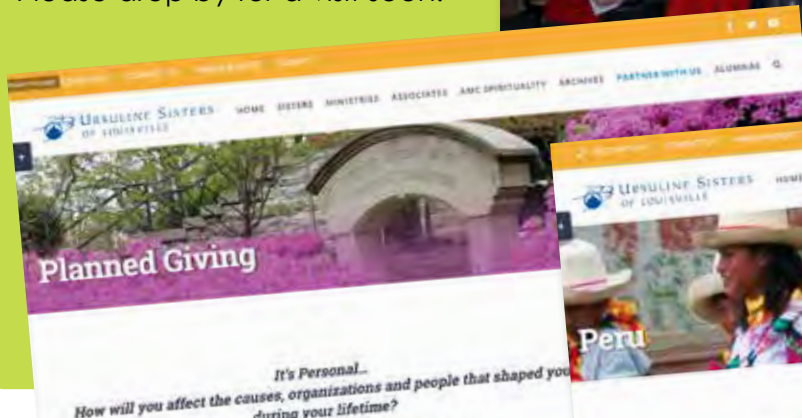 Please drop by for a visit soon!
URSULINE SISTERS
OF LOUISVILLE
HOME SISTERS MINISTRIES ASSOCIATES AMC SPIRITUALITY ARCHIVES PARTNER WITH US ALUMNAE
Planned Giving
It's Personal...
How will you affect the causes, organizations and people that shaped you
during your lifetime?
URSULINE SISTERS
OF LOUISVILLE
HOME
Peru